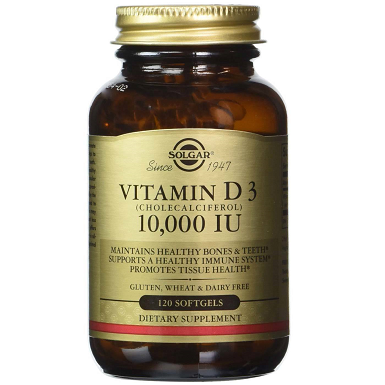 SOLGAR®
Since 1947
VITAMIN D 3
(CHOLECALCIFEROL)
10,000 IU
MAINTAINS HEALTHY BONES & TEETH*
SUPPORTS A HEALTHY IMMUNE SYSTEM*
PROMOTES TISSUE HEALTH*
GLUTEN, WHEAT & DAIRY FREE
120 SOFTGELS
DIETARY SUPPLEMENT